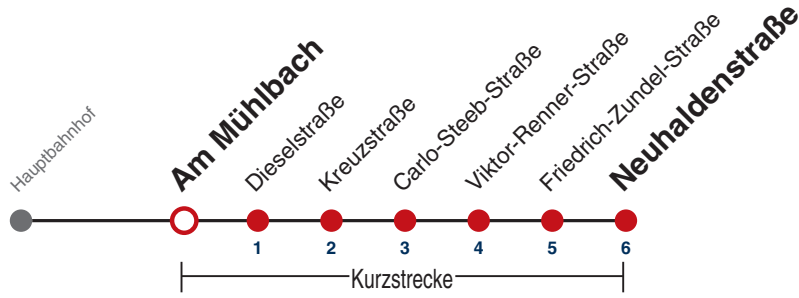 Hauptbahnhof
Am Mühlbach
Dieselstraße
Kreuzstraße
Carlo-Steeb-Straße
Viktor-Renner-Straße
Friedrich-Zundel-Straße
Neuhaldenstraße
1 2 3 4 5 6
Kurzstrecke